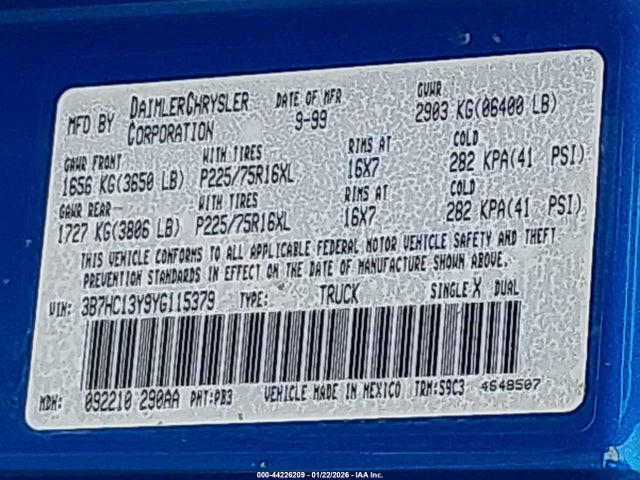 MFD BY DAIMLERCHRYSLER CORPORATION DATE OF MFR 9-99 GVWR 2903 KG(06400 LB)
GAWR FRONT WITH TIRES RIMS AT COLD
1656 KG(3650 LB) P225/75R16XL 16X7 282 KPA(41 PSI)
GAWR REAR WITH TIRES RIMS AT COLD
1727 KG(3806 LB) P225/75R16XL 16X7 282 KPA(41 PSI)
THIS VEHICLE CONFORMS TO ALL APPLICABLE FEDERAL MOTOR VEHICLE SAFETY AND THEFT
PREVENTION STANDARDS IN EFFECT ON THE DATE OF MANUFACTURE SHOWN ABOVE.
VIN: 3B7HC13Y9YG115379 TYPE: TRUCK SINGLE X DUAL
MDH: 092210 290AA PNT:PB3 VEHICLE MADE IN MEXICO TRM:S9C3 4648507
000-44226209 - 01/22/2026 - IAA Inc.